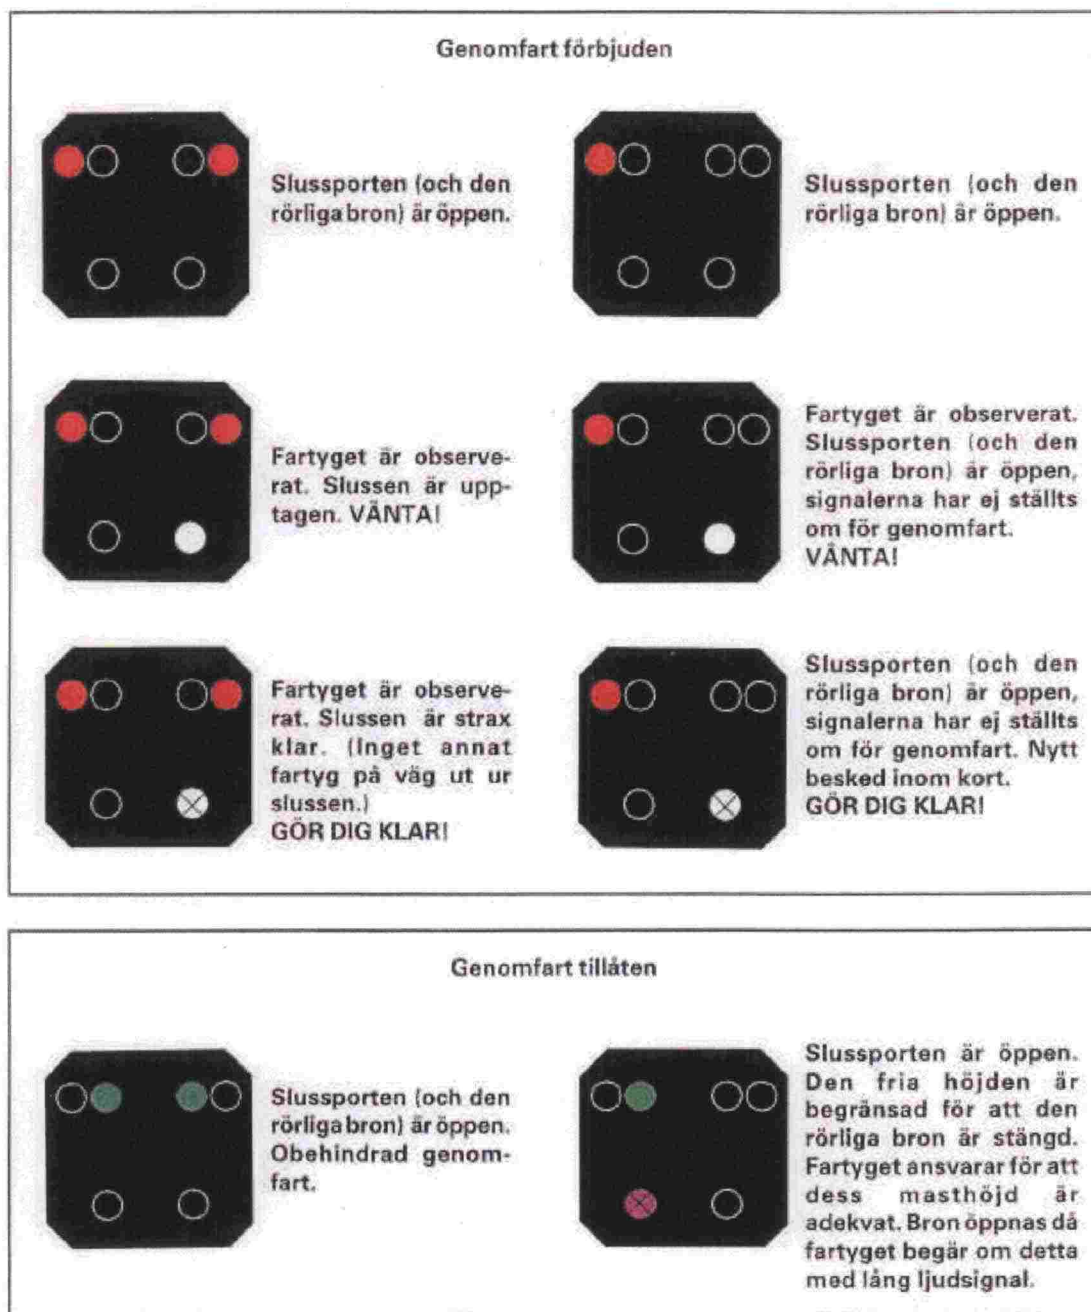 Genomfart förbjuden
Slussporten (och den
rörliga bron) är öppen.
Slussporten (och den
rörliga bron) är öppen.
Fartyget är observe-
rat. Slussen är upp-
tagen. VÄNTA!
Fartyget är observerat.
Slussporten (och den
rörliga bron) är öppen,
signalerna har ej ställts
om för genomfart.
VÄNTA!
Fartyget är observe-
rat. Slussen är strax
klar. (Inget annat
fartyg på väg ut ur
slussen.)
GÖR DIG KLAR!
Slussporten (och den
rörliga bron) är öppen,
signalerna har ej ställts
om för genomfart. Nytt
besked inom kort.
GÖR DIG KLAR!
Genomfart tillåten
Slussporten (och den
rörliga bron) är öppen.
Obehindrad genom-
fart.
Slussporten är öppen.
Den fria höjden är
begränsad för att den
rörliga bron är stängd.
Fartyget ansvarar för att
dess masthöjd är
adekvat. Bron öppnas då
fartyget begär om detta
med lång ljudsignal.